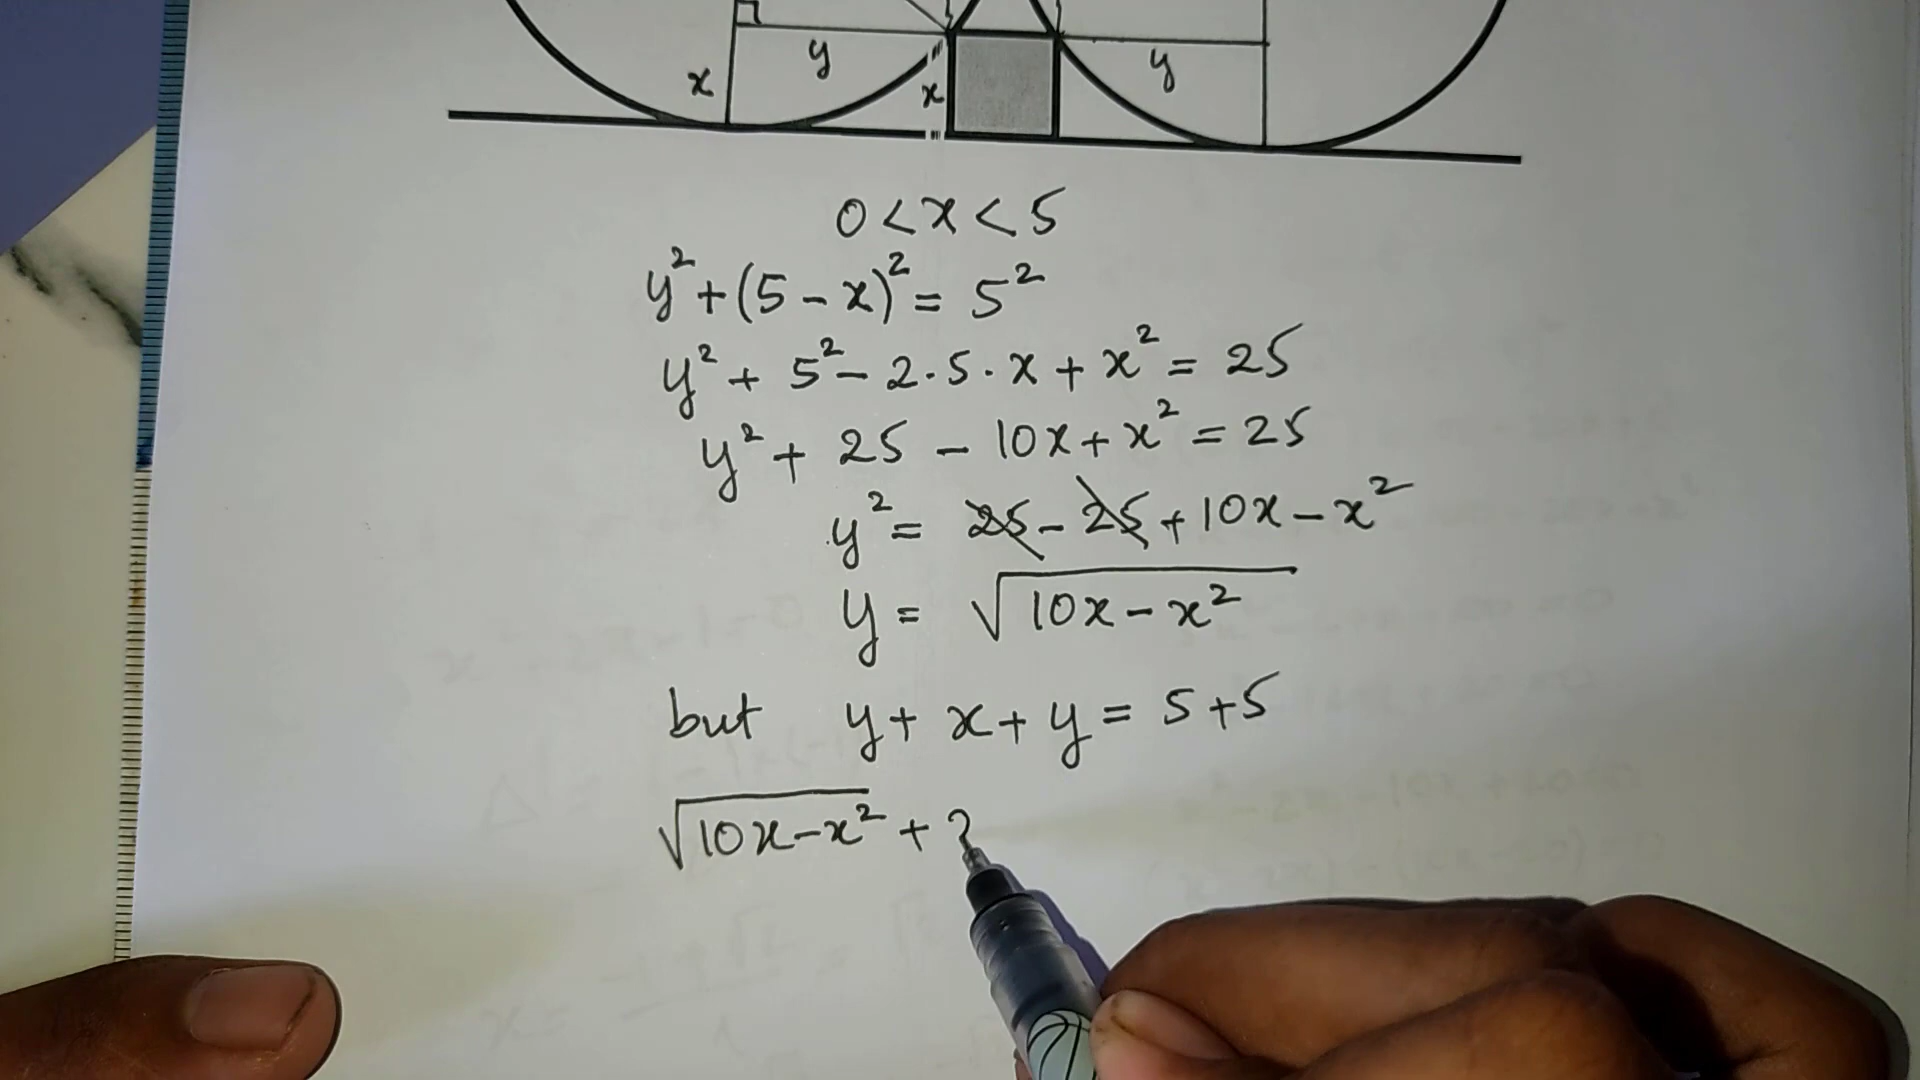 y y
x x
0 < x < 5
y² + (5 - x)² = 5²
y² + 5² - 2·5·x + x² = 25
y² + 25 - 10x + x² = 25
y² = 25 - 25 + 10x - x²
y = √(10x - x²)
but y + x + y = 5 + 5
√(10x - x²) +